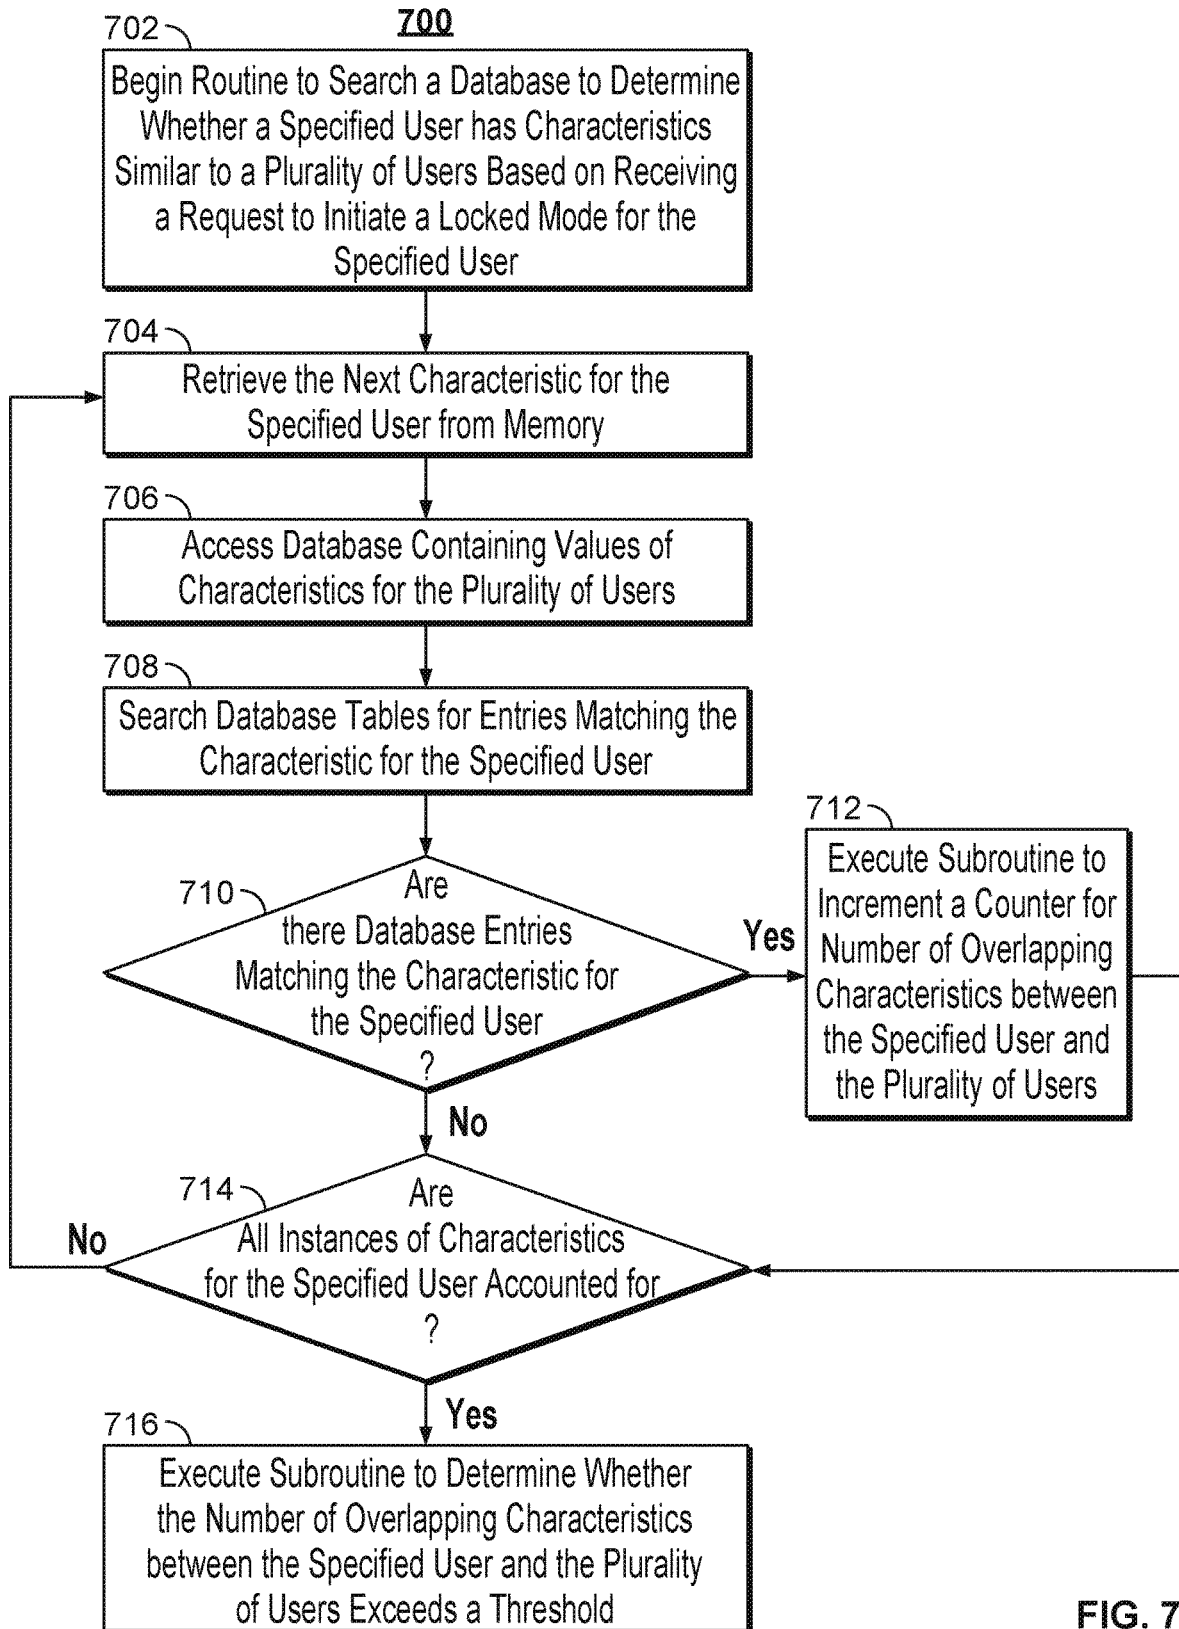 700
702
Begin Routine to Search a Database to Determine
Whether a Specified User has Characteristics
Similar to a Plurality of Users Based on Receiving
a Request to Initiate a Locked Mode for the
Specified User
704
Retrieve the Next Characteristic for the
Specified User from Memory
706
Access Database Containing Values of
Characteristics for the Plurality of Users
708
Search Database Tables for Entries Matching the
Characteristic for the Specified User
710
Are
there Database Entries
Matching the Characteristic for
the Specified User
?
Yes
712
Execute Subroutine to
Increment a Counter for
Number of Overlapping
Characteristics between
the Specified User and
the Plurality of Users
No
714
Are
All Instances of Characteristics
for the Specified User Accounted for
?
No
Yes
716
Execute Subroutine to Determine Whether
the Number of Overlapping Characteristics
between the Specified User and the Plurality
of Users Exceeds a Threshold
FIG. 7